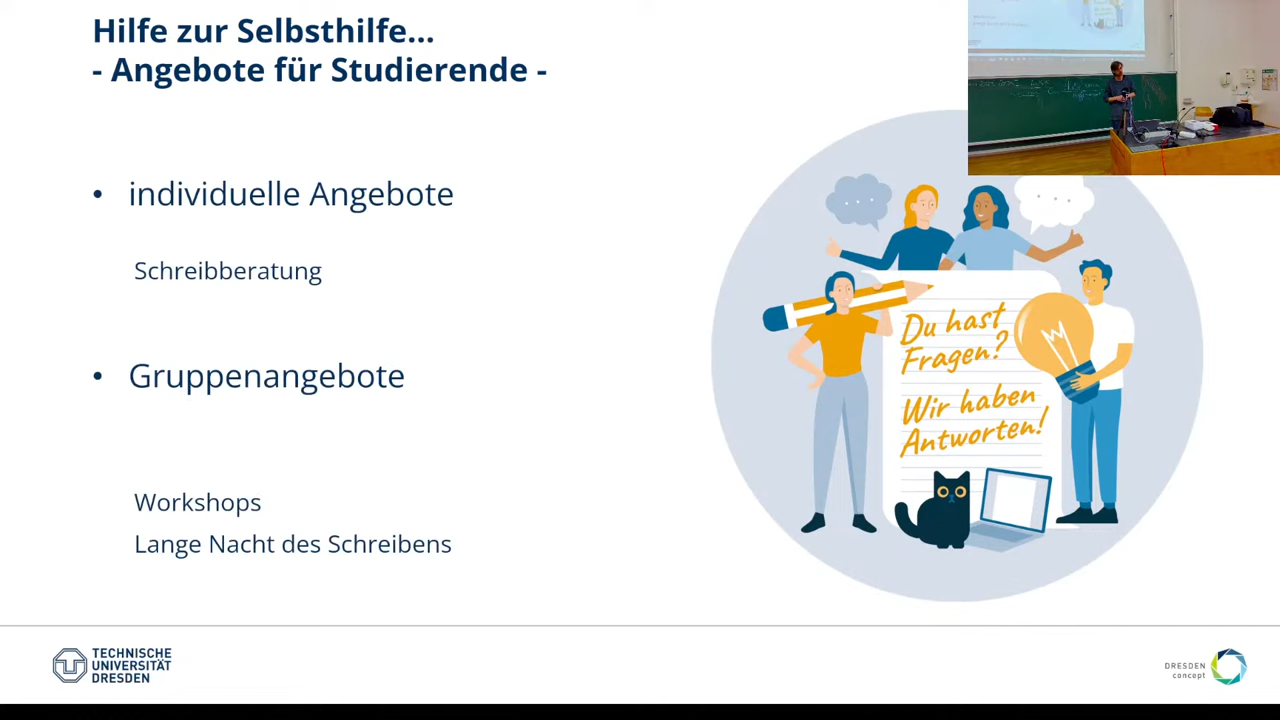 Hilfe zur Selbsthilfe...
- Angebote für Studierende -
• individuelle Angebote
Schreibberatung
• Gruppenangebote
Workshops
Lange Nacht des Schreibens
Du hast
Fragen?
Wir haben
Antworten!
TECHNISCHE
UNIVERSITÄT
DRESDEN
DRESDEN
concept